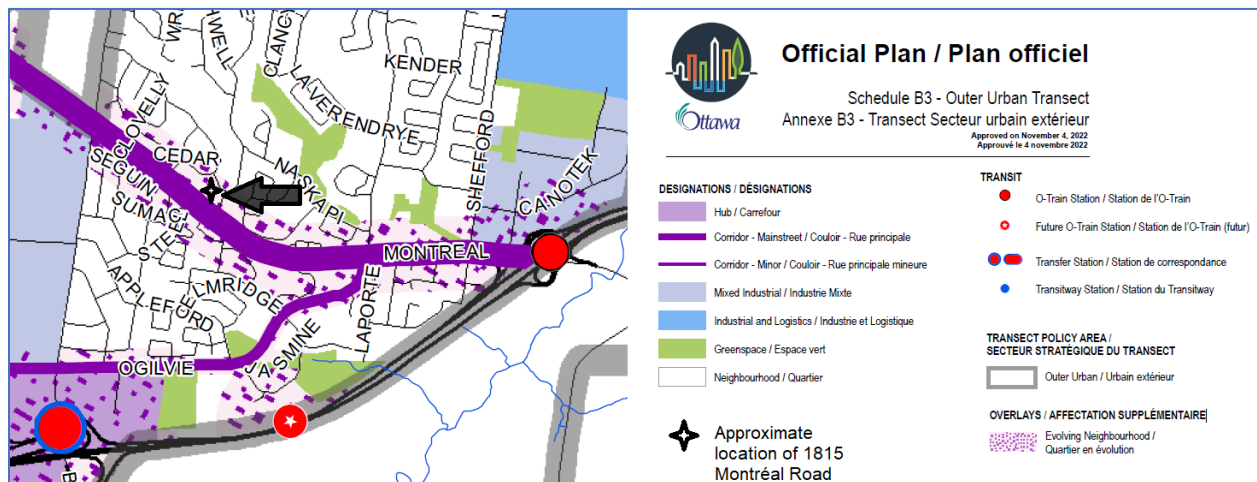 WR
HWELL
CLANCY
KENDER
LA-VERENDRYE
CLOVELLY
CEDAR
NASKAPI
SHEFFORD
CANOTEK
SEGUIN
SUMAC
STEEL
MONTREAL
APPLEFORD
ELMRIDGE
LAPORTE
JASMINE
OGILVIE
B
Ottawa
Official Plan / Plan officiel
Schedule B3 - Outer Urban Transect
Annexe B3 - Transect Secteur urbain extérieur
Approved on November 4, 2022
Approuvé le 4 novembre 2022
DESIGNATIONS / DÉSIGNATIONS
Hub / Carrefour
Corridor - Mainstreet / Couloir - Rue principale
Corridor - Minor / Couloir - Rue principale mineure
Mixed Industrial / Industrie Mixte
Industrial and Logistics / Industrie et Logistique
Greenspace / Espace vert
Neighbourhood / Quartier
Approximate
location of 1815
Montréal Road
TRANSIT
O-Train Station / Station de l'O-Train
Future O-Train Station / Station de l'O-Train (futur)
Transfer Station / Station de correspondance
Transitway Station / Station du Transitway
TRANSECT POLICY AREA /
SECTEUR STRATÉGIQUE DU TRANSECT
Outer Urban / Urbain extérieur
OVERLAYS / AFFECTATION SUPPLÉMENTAIRE
Evolving Neighbourhood /
Quartier en évolution